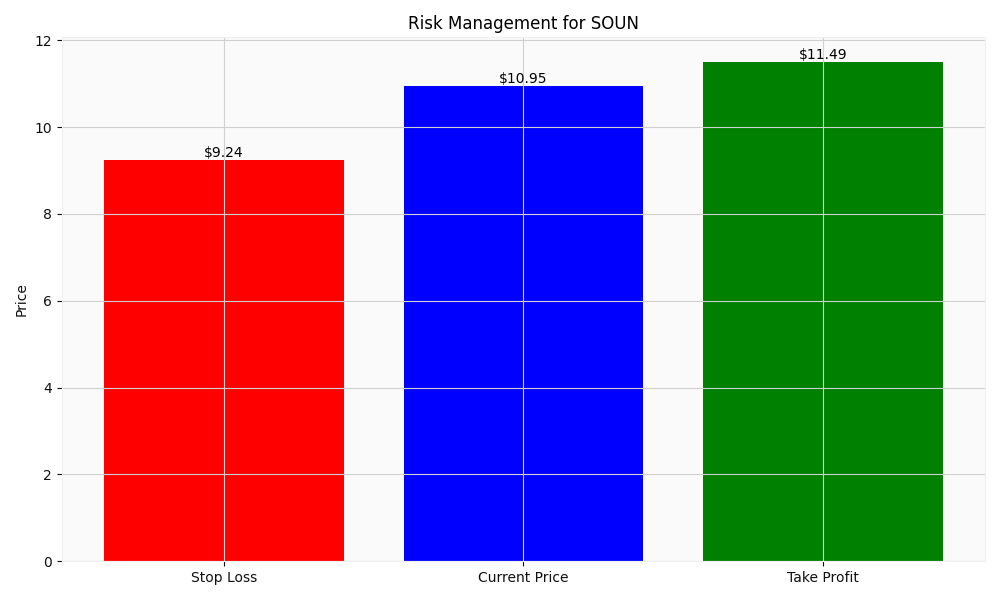 Risk Management for SOUN
12
10
8
6
4
2
0
Price
$9.24
$10.95
$11.49
Stop Loss
Current Price
Take Profit